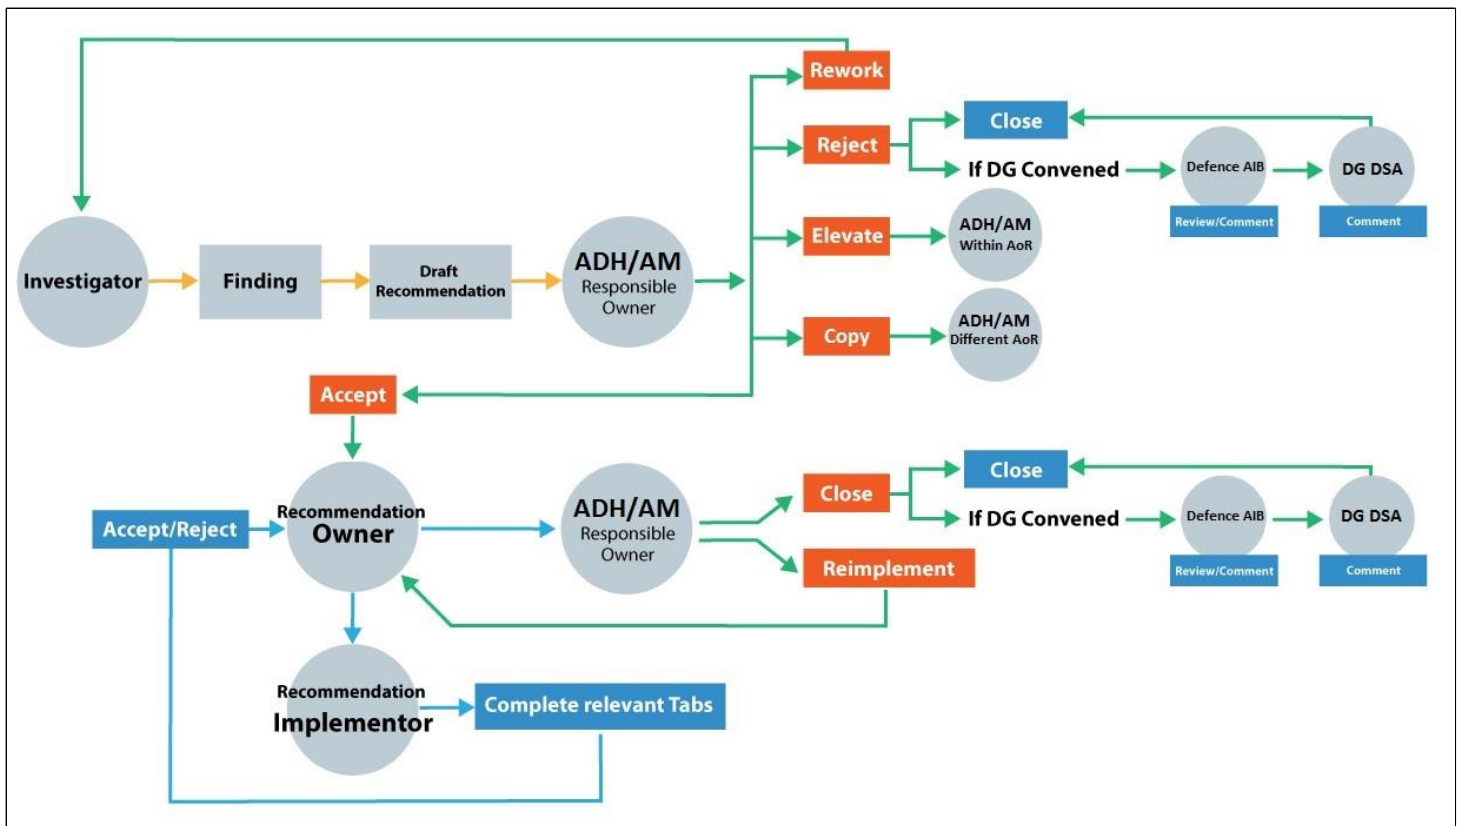 Rework
Close
Reject
If DG Convened
Defence AIB
DG DSA
Review/Comment
Comment
Elevate
ADH/AM
Within AoR
Investigator
Finding
Draft
Recommendation
ADH/AM
Responsible
Owner
Copy
ADH/AM
Different AoR
Accept
Accept/Reject
Recommendation
Owner
ADH/AM
Responsible
Owner
Close
Close
If DG Convened
Defence AIB
DG DSA
Review/Comment
Comment
Reimplement
Recommendation
Implementor
Complete relevant Tabs